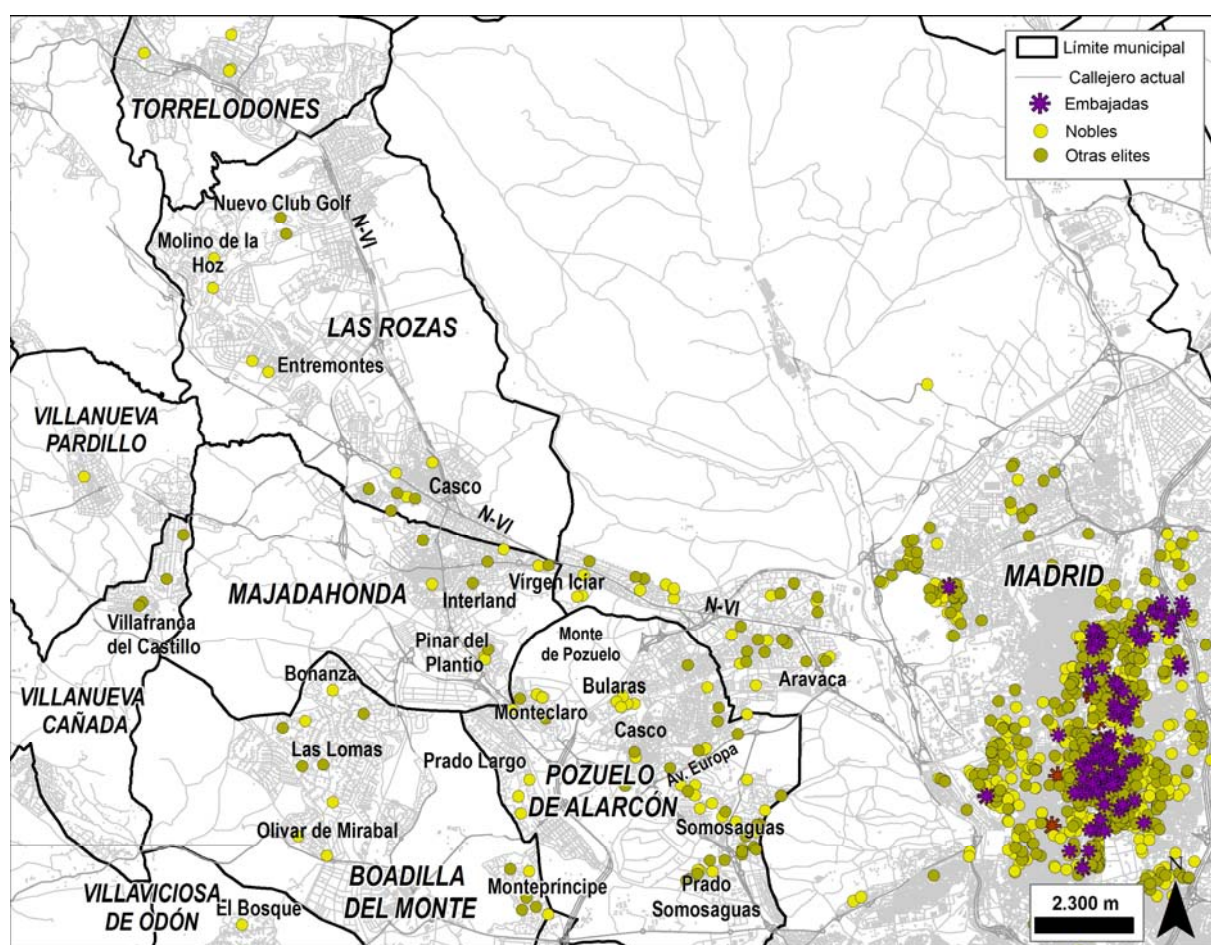 Límite municipal
Callejero actual
Embajadas
Nobles
Otras elites
TORRELODONES
Nuevo Club Golf
N-VI
Molino de la
Hoz
LAS ROZAS
Entremontes
VILLANUEVA
PARDILLO
Casco
N-VI
MADRID
MAJADAHONDA
Interland
Virgen Icíar
N-VI
Villafranca
del Castillo
Pinar del
Plantío
Monte
de Pozuelo
Aravaca
Bonanza
Bularas
VILLANUEVA
CAÑADA
Monteclaro
Casco
Las Lomas
Prado Largo
Av. Europa
POZUELO
DE ALARCÓN
Olivar de Mirabal
Somosaguas
BOADILLA
DEL MONTE
Monteprincipe
Prado
Somosaguas
VILLAVICIOSA
DE ODÓN
El Bosque
N
2.300 m